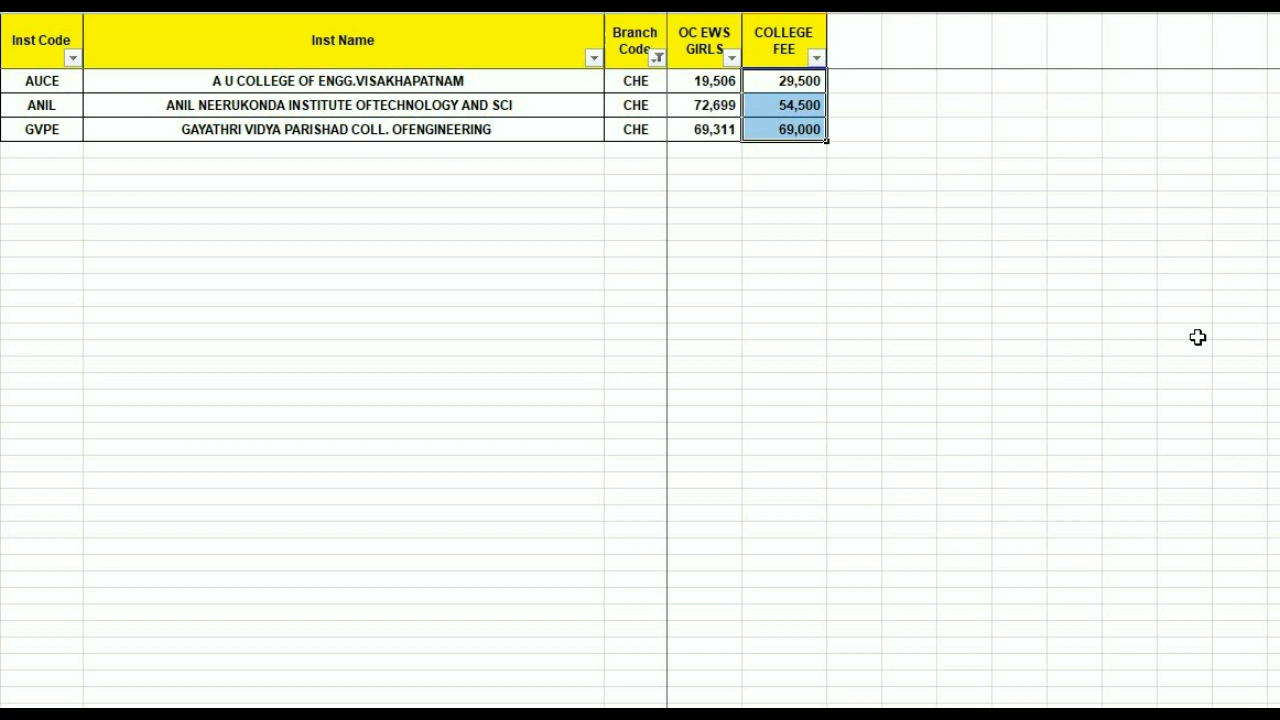 Inst Code Inst Name Branch Code OC EWS GIRLS COLLEGE FEE
AUCE A U COLLEGE OF ENGG.VISAKHAPATNAM CHE 19,506 29,500
ANIL ANIL NEERUKONDA INSTITUTE OFTECHNOLOGY AND SCI CHE 72,699 54,500
GVPE GAYATHRI VIDYA PARISHAD COLL. OFENGINEERING CHE 69,311 69,000